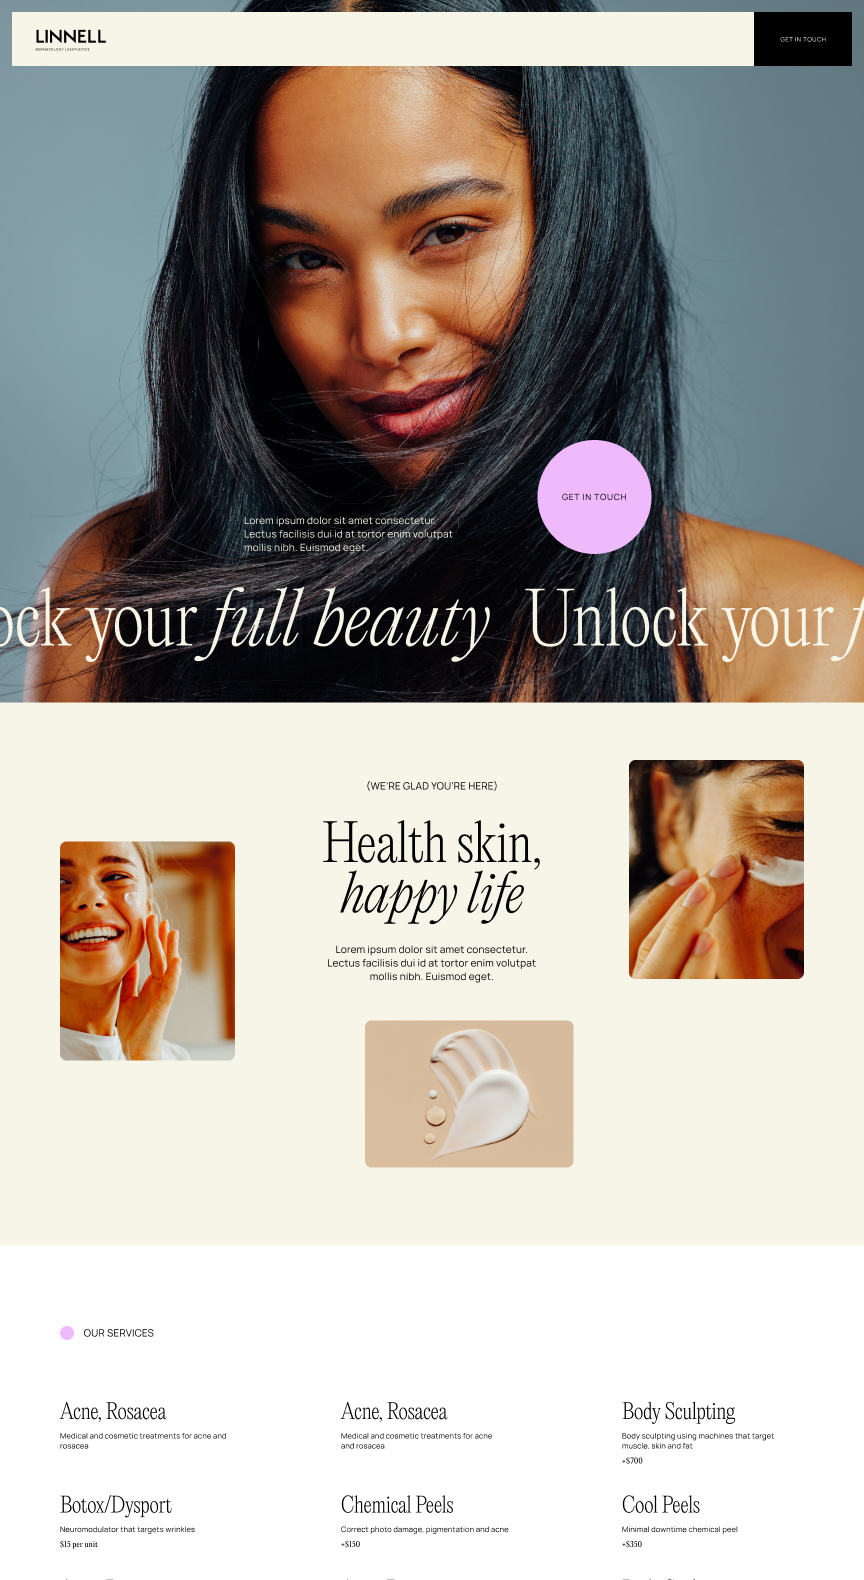 LINNELL
DERMATOLOGY | AESTHETICS
GET IN TOUCH
GET IN TOUCH
Lorem ipsum dolor sit amet consectetur.
Lectus facilisis dui id at tortor enim volutpat
mollis nibh. Euismod eget.
ock your full beauty Unlock your f
(WE'RE GLAD YOU'RE HERE)
Health skin,
happy life
Lorem ipsum dolor sit amet consectetur.
Lectus facilisis dui id at tortor enim volutpat
mollis nibh. Euismod eget.
OUR SERVICES
Acne, Rosacea
Medical and cosmetic treatments for acne and
rosacea
Acne, Rosacea
Medical and cosmetic treatments for acne
and rosacea
Body Sculpting
Body sculpting using machines that target
muscle, skin and fat
+$700
Botox/Dysport
Neuromodulator that targets wrinkles
$15 per unit
Chemical Peels
Correct photo damage, pigmentation and acne
+$150
Cool Peels
Minimal downtime chemical peel
+$350